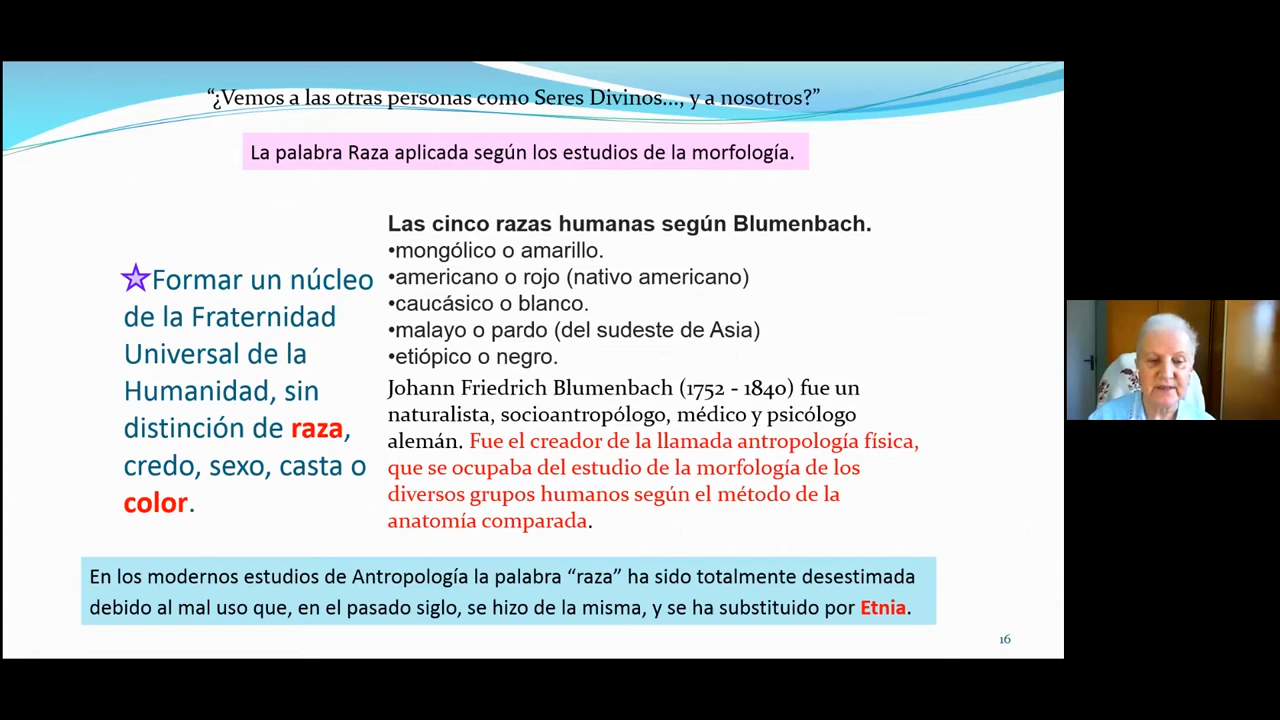 “¿Vemos a las otras personas como Seres Divinos..., y a nosotros?”
La palabra Raza aplicada según los estudios de la morfología.
Formar un núcleo
de la Fraternidad
Universal de la
Humanidad, sin
distinción de raza,
credo, sexo, casta o
color.
Las cinco razas humanas según Blumenbach.
•mongólico o amarillo.
•americano o rojo (nativo americano)
•caucásico o blanco.
•malayo o pardo (del sudeste de Asia)
•etiópico o negro.
Johann Friedrich Blumenbach (1752 - 1840) fue un
naturalista, socioantropólogo, médico y psicólogo
alemán. Fue el creador de la llamada antropología física,
que se ocupaba del estudio de la morfología de los
diversos grupos humanos según el método de la
anatomía comparada.
En los modernos estudios de Antropología la palabra “raza” ha sido totalmente desestimada
debido al mal uso que, en el pasado siglo, se hizo de la misma, y se ha substituido por Etnia.
16